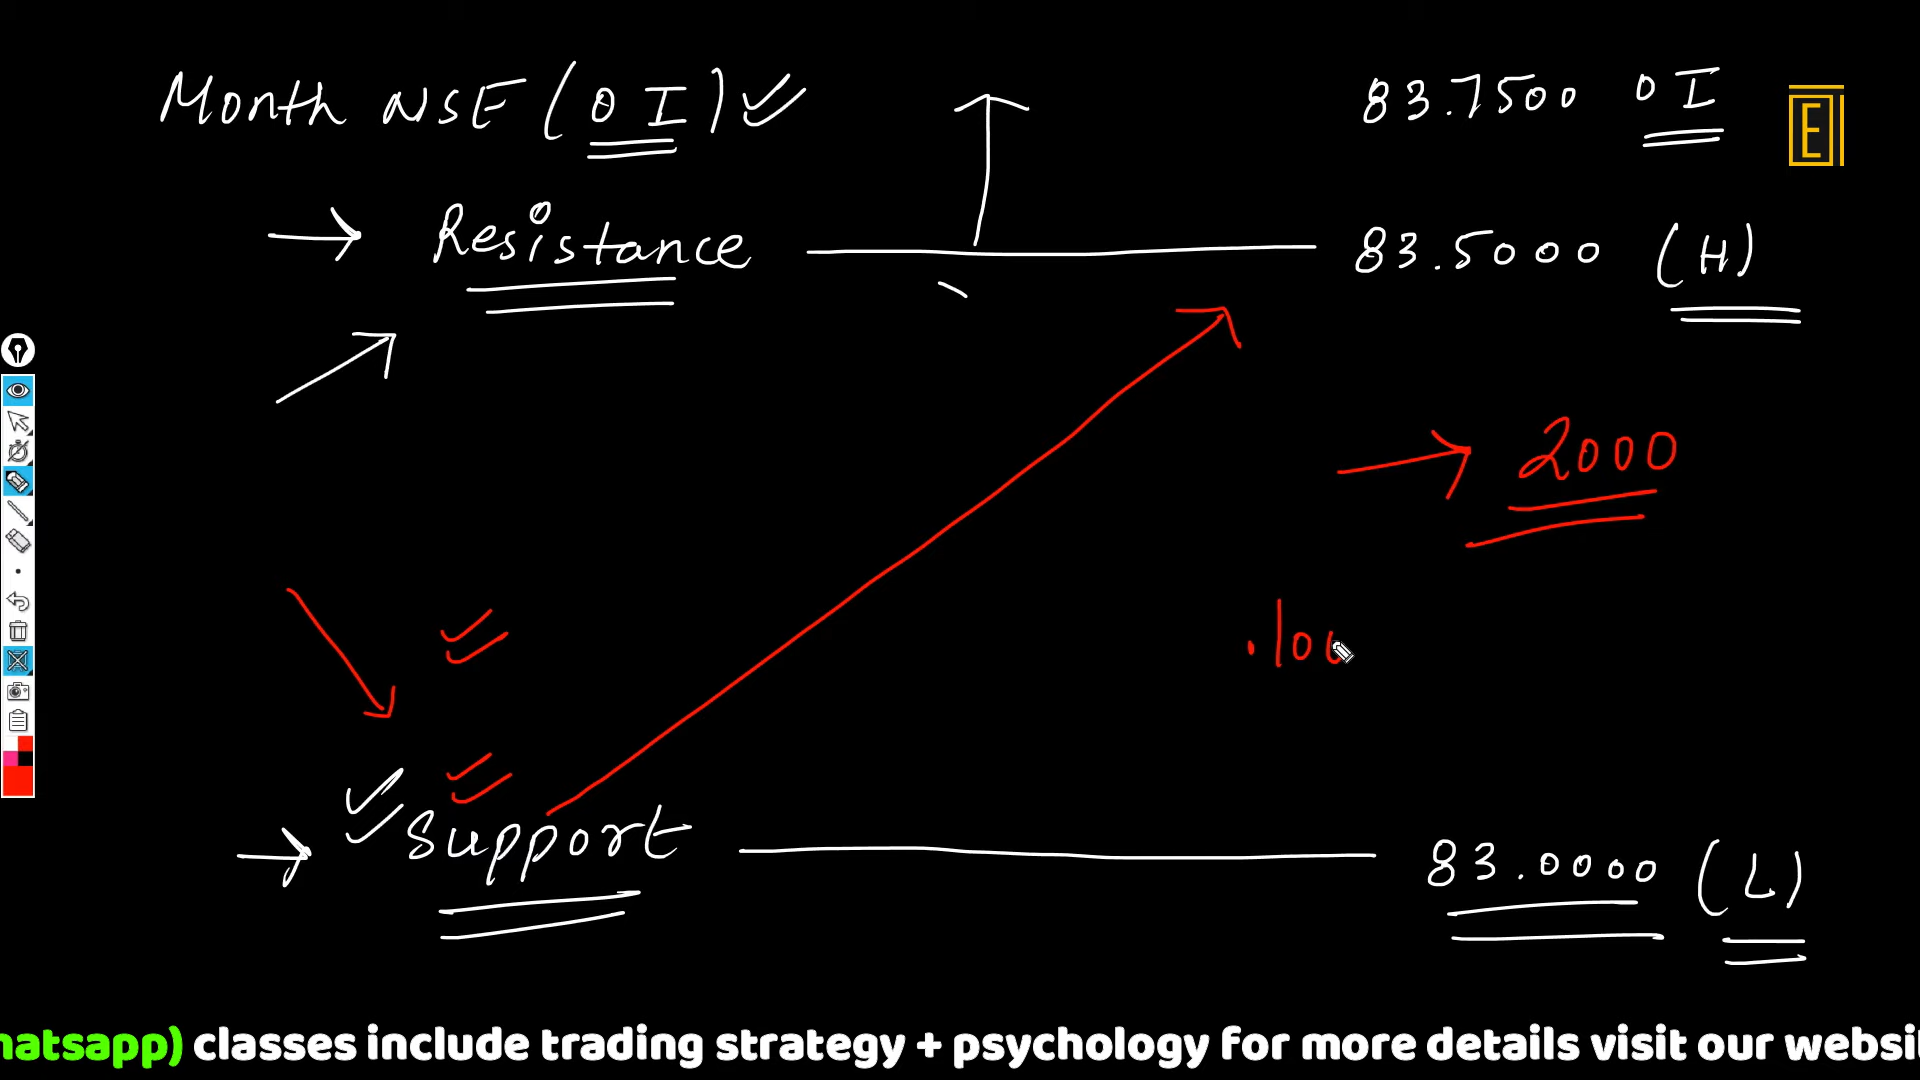 Month NSE (OI)
83.7500 OI
E
Resistance
83.5000 (H)
2000
.100
Support
83.0000 (L)
hatsapp) classes include trading strategy + psychology for more details visit our websi